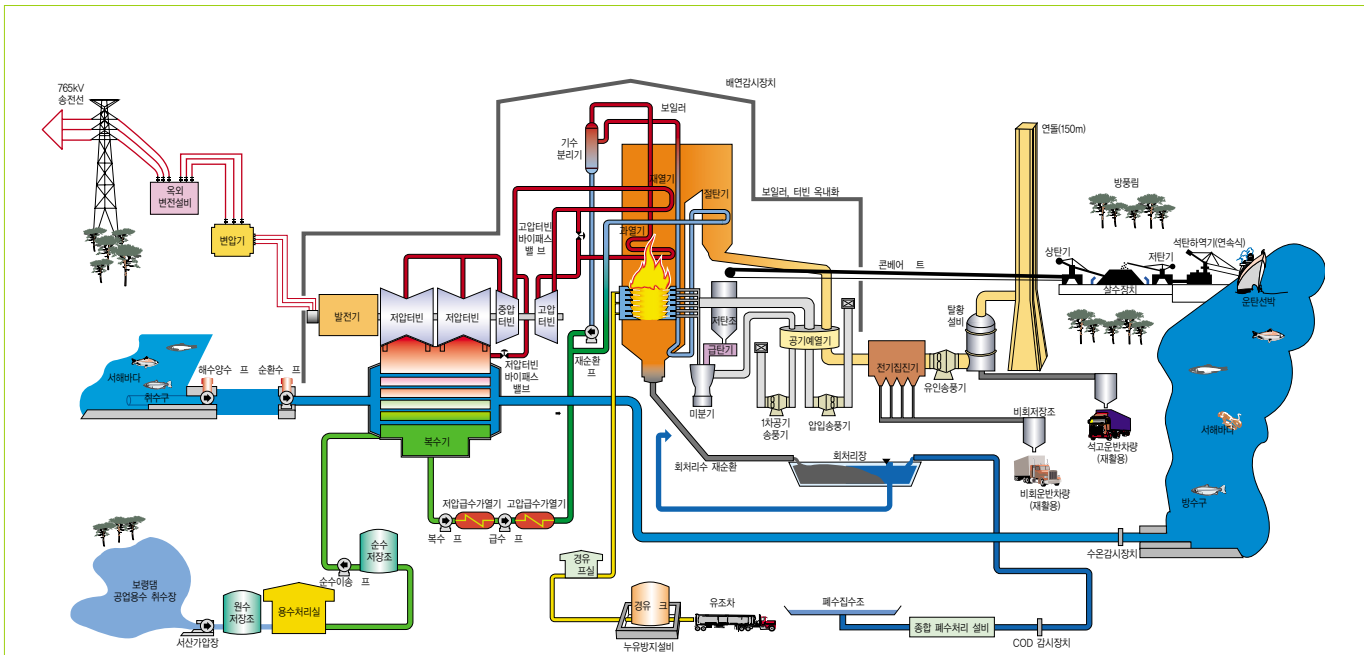 배연감시장치
765kV
송전선
보일러
연돌(150m)
기수
분리기
재열기
절탄기
보일러, 터빈 옥내화
방풍림
옥외
변전설비
변압기
고압터빈
바이패스
밸 브
과열기
상탄기
저탄기
석탄하역기(연속식)
콘베어 트
살수장치
운탄선박
발전기
저압터빈
저압터빈
중압
터빈
고압
터빈
저탄조
급탄기
공기예열기
탈황
설비
전기집진기
유인송풍기
재순환
프
저압터빈
바이패스
밸브
서해바다
취수구
해수양수 프
순환수 프
미분기
1차공기
송풍기
압입송풍기
비회저장조
석고운반차량
(재활용)
비회운반차량
(재활용)
서해바다
방수구
복수기
회처리수 재순환
회처리장
저압급수가열기
고압급수가열기
복수 프
급수 프
수온감시장치
순수
저장조
순수이송 프
경유
프실
보령댐
공업용수 취수장
원수
저장조
용수처리실
서산가압장
경유 크
누유방지설비
유조차
폐수집수조
종합 폐수처리 설비
COD 감시장치